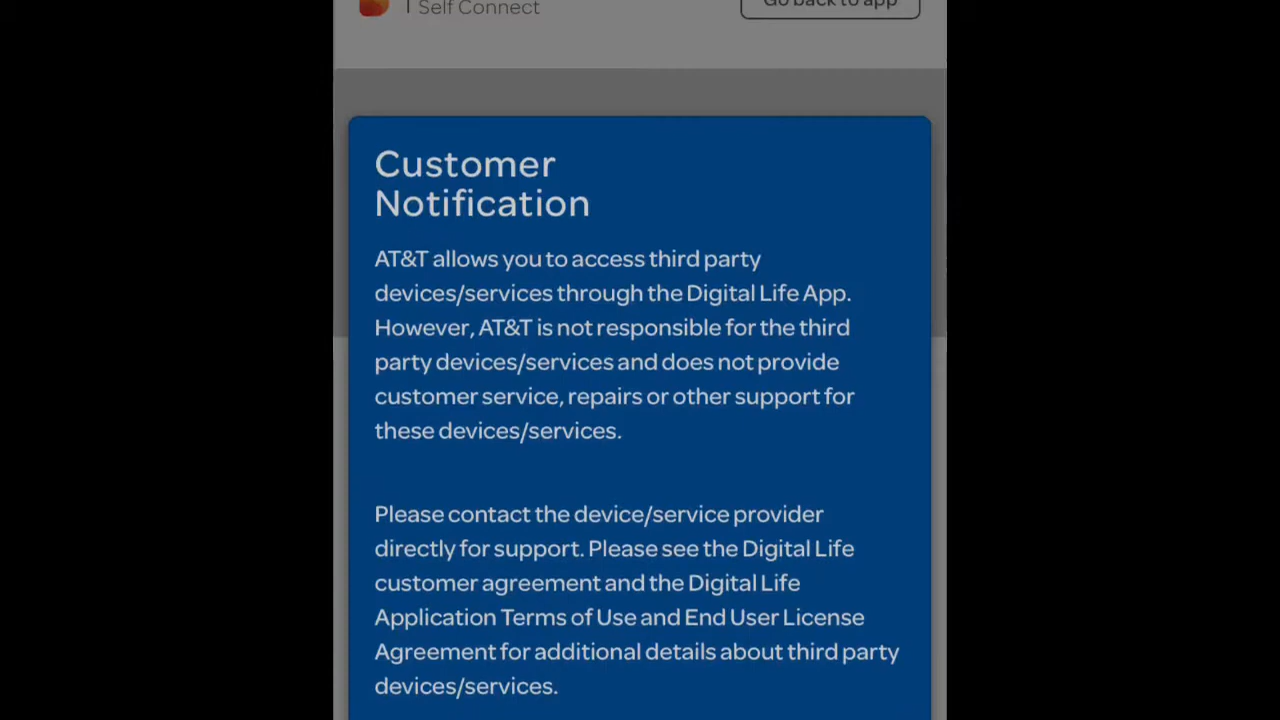 Self Connect
Go back to app
Customer
Notification
AT&T allows you to access third party
devices/services through the Digital Life App.
However, AT&T is not responsible for the third
party devices/services and does not provide
customer service, repairs or other support for
these devices/services.
Please contact the device/service provider
directly for support. Please see the Digital Life
customer agreement and the Digital Life
Application Terms of Use and End User License
Agreement for additional details about third party
devices/services.